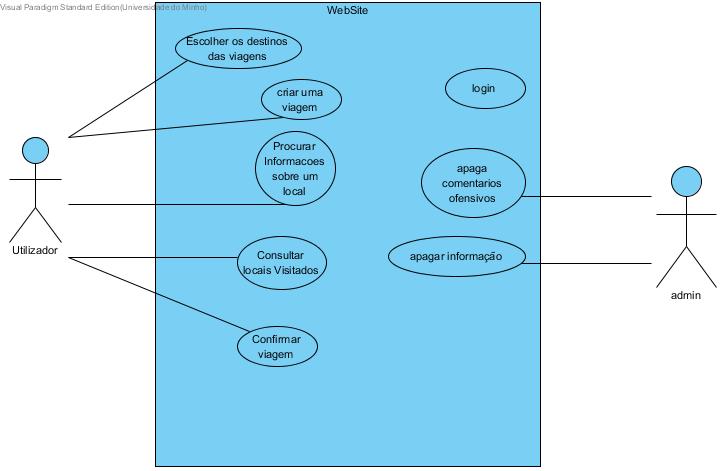 Visual Paradigm Standard Edition(Universidade do Minho)
WebSite
Escolher os destinos
das viagens
criar uma
viagem
login
Procurar
Informacoes
sobre um
local
apaga
comentarios
ofensivos
Utilizador
Consultar
locais Visitados
apagar informação
admin
Confirmar
viagem